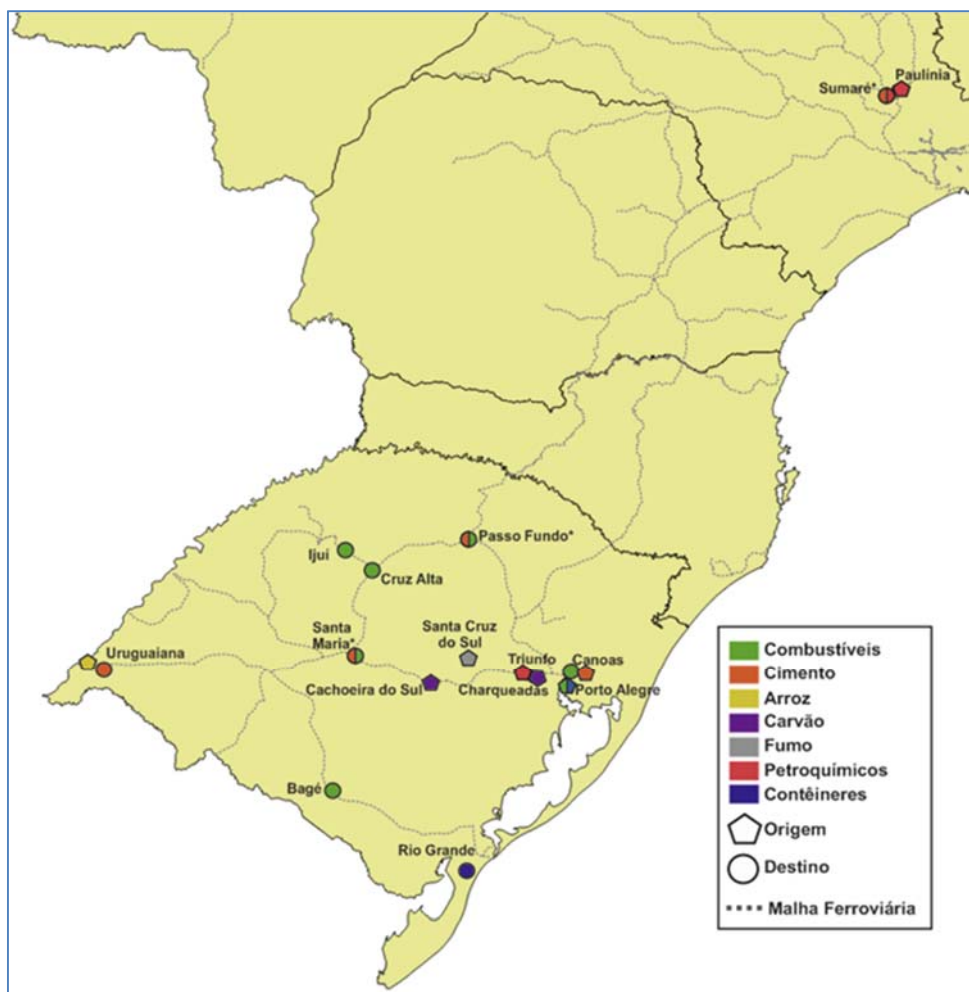 Paulínia
Sumaré*
Passo Fundo*
Ijui
Cruz Alta
Santa
Maria*
Santa Cruz
do Sul
Uruguaiana
Triunfo
Canoas
Cachoeira do Sul
Charqueadas
Porto Alegre
Bagé
Rio Grande
Combustíveis
Cimento
Arroz
Carvão
Fumo
Petroquímicos
Contêineres
Origem
Destino
Malha Ferroviária